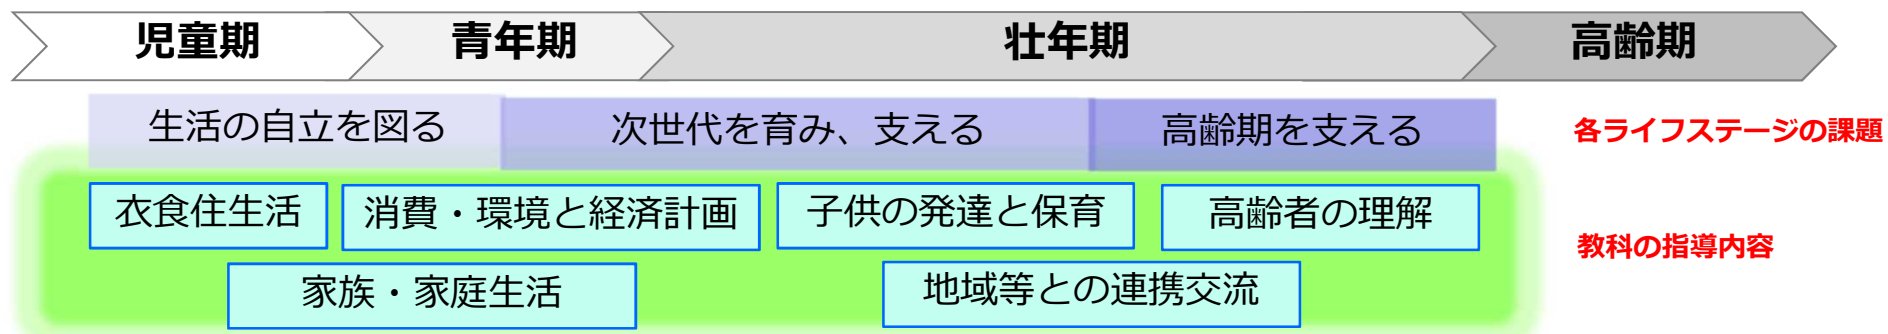 児童期
青年期
壮年期
高齢期
生活の自立を図る
次世代を育み、支える
高齢期を支える
各ライフステージの課題
衣食住生活
消費・環境と経済計画
子供の発達と保育
高齢者の理解
教科の指導内容
家族・家庭生活
地域等との連携交流